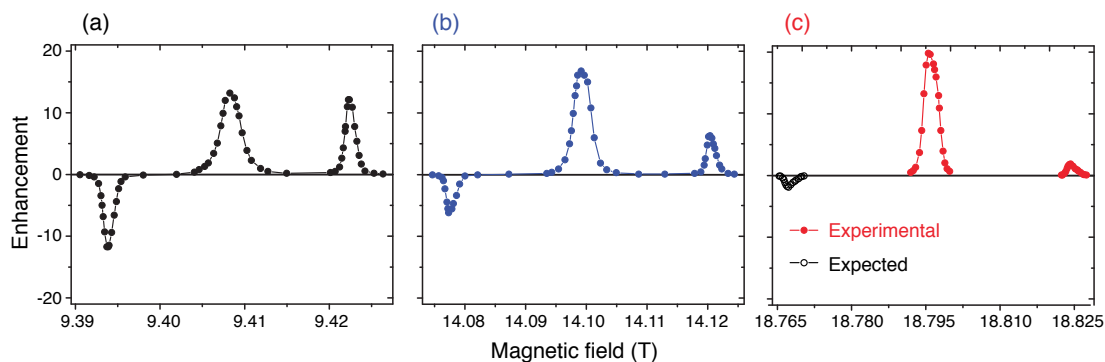 (a)
(b)
(c)
Enhancement
20
10
0
-10
-20
9.39
9.40
9.41
9.42
14.08
14.09
14.10
14.11
14.12
18.765
18.780
18.795
18.810
18.825
Experimental
Expected
Magnetic field (T)